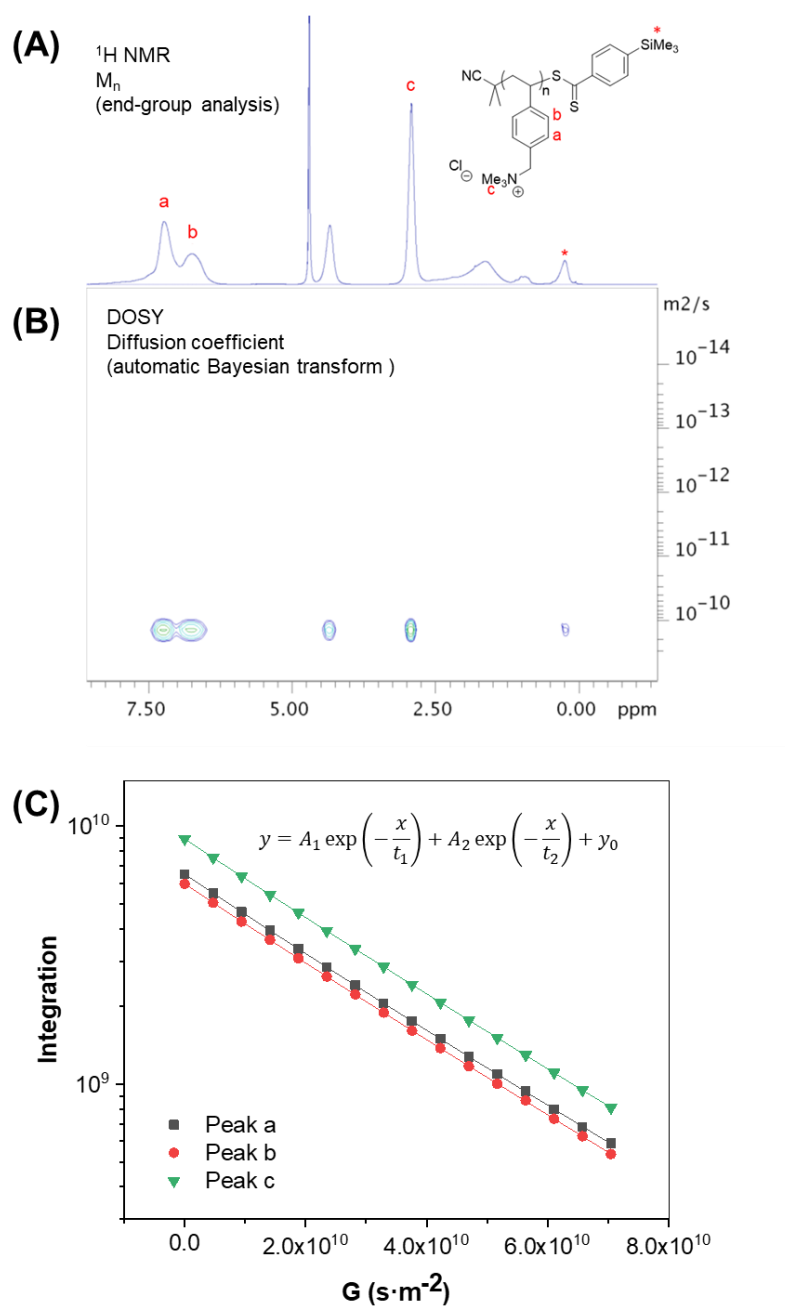 (A)
¹H NMR
Mₙ
(end-group analysis)
a
b
c
*
*
SiMe₃
NC
S
n
S
b
a
Cl
⊖
Me₃N
⊕
c
(B)
DOSY
Diffusion coefficient
(automatic Bayesian transform )
m2/s
10⁻¹⁴
10⁻¹³
10⁻¹²
10⁻¹¹
10⁻¹⁰
7.50 5.00 2.50 0.00 ppm
(C)
y = A₁ exp(−x/t₁) + A₂ exp(−x/t₂) + y₀
10¹⁰
10⁹
Integration
Peak a
Peak b
Peak c
0.0 2.0x10¹⁰ 4.0x10¹⁰ 6.0x10¹⁰ 8.0x10¹⁰
G (s·m⁻²)